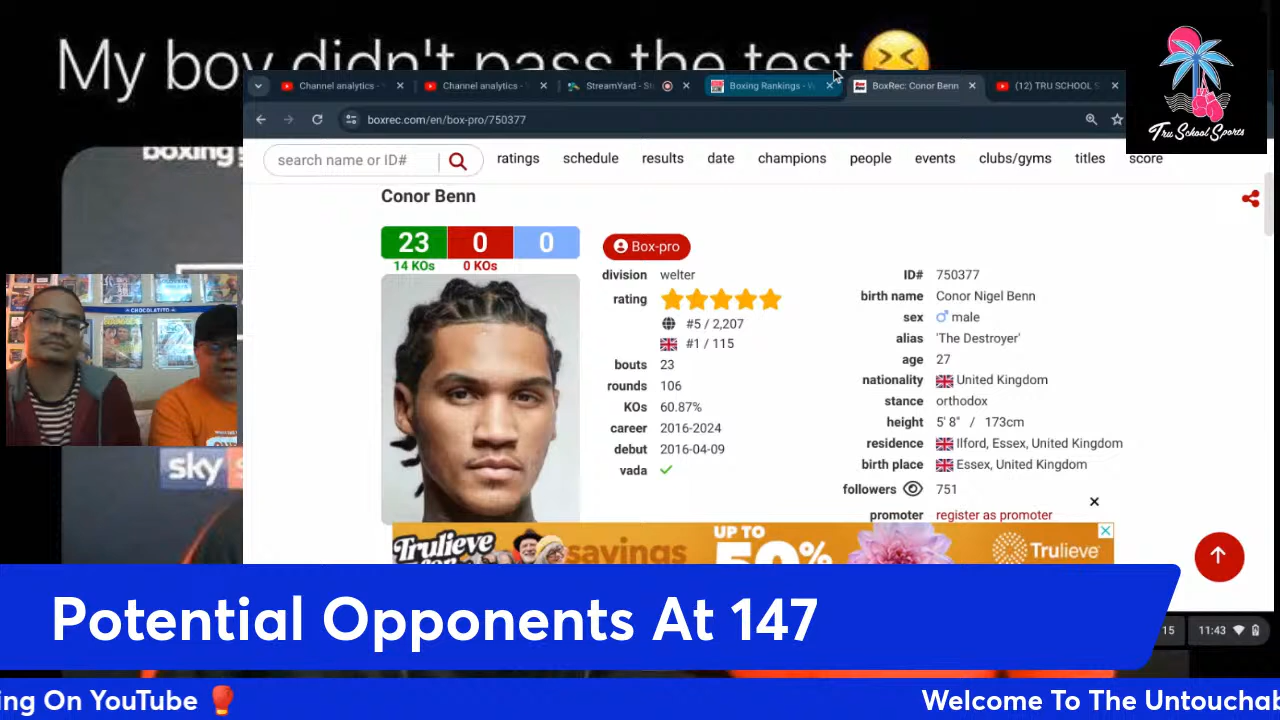 My boy didn't pass the test
Channel analytics -
Channel analytics -
StreamYard - St
Boxing Rankings - W
BoxRec: Conor Benn
(12) TRU SCHOOL S
boxrec.com/en/box-pro/750377
Tru School Sports
boxing
search name or ID#
ratings
schedule
results
date
champions
people
events
clubs/gyms
titles
score
Conor Benn
23 0 0
14 KOs 0 KOs
Box-pro
division welter
rating
#5 / 2,207
#1 / 115
bouts 23
rounds 106
KOs 60.87%
career 2016-2024
debut 2016-04-09
vada
ID# 750377
birth name Conor Nigel Benn
sex male
alias 'The Destroyer'
age 27
nationality United Kingdom
stance orthodox
height 5' 8" / 173cm
residence Ilford, Essex, United Kingdom
birth place Essex, United Kingdom
followers 751
promoter register as promoter
CHOCOLATITO
sky
Trulieve
savings
UP TO
50%
Trulieve
Potential Opponents At 147
15
11:43
ing On YouTube
Welcome To The Untouchab